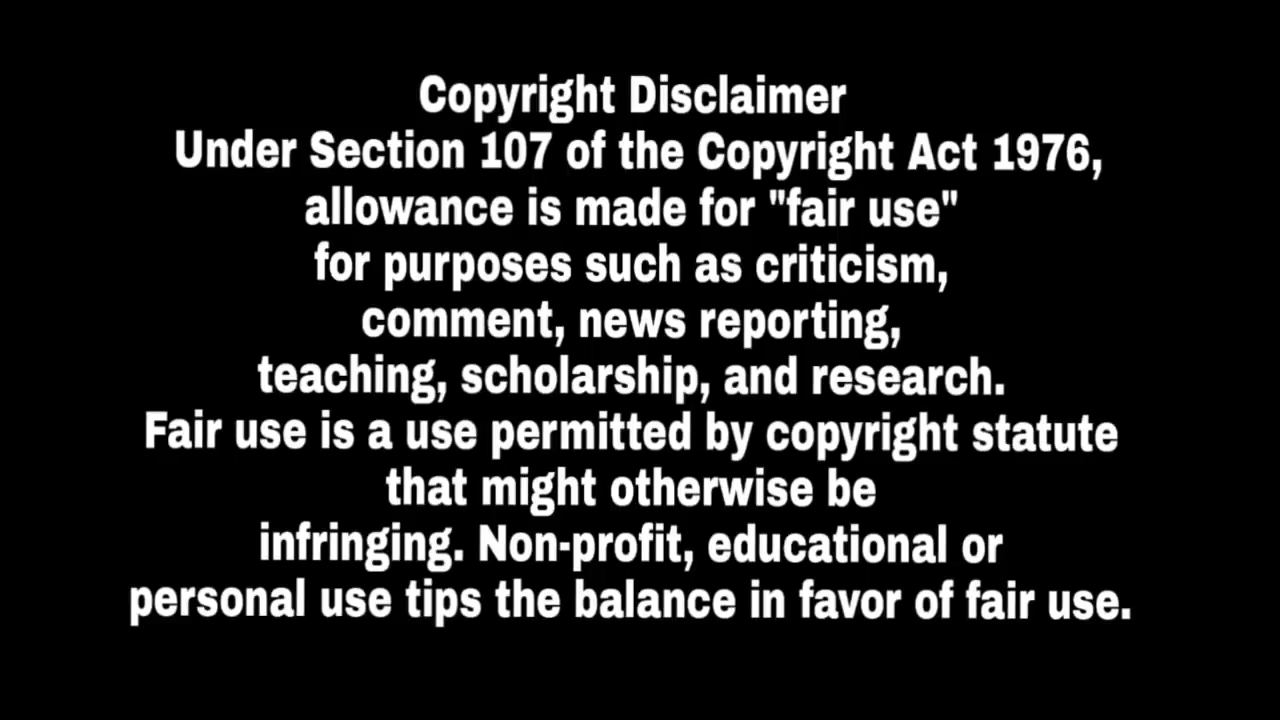 Copyright Disclaimer
Under Section 107 of the Copyright Act 1976,
allowance is made for "fair use"
for purposes such as criticism,
comment, news reporting,
teaching, scholarship, and research.
Fair use is a use permitted by copyright statute
that might otherwise be
infringing. Non-profit, educational or
personal use tips the balance in favor of fair use.